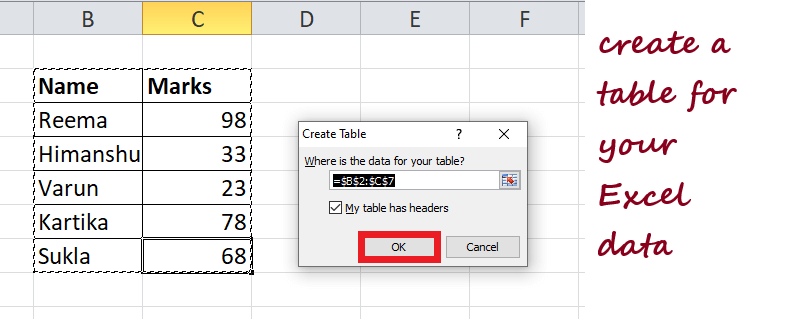 B C D E F
Name Marks
Reema 98
Himanshu 33
Varun 23
Kartika 78
Sukla 68
Create Table ?
Where is the data for your table?
=$B$2:$C$7
My table has headers
OK Cancel
create a
table for
your
Excel
data